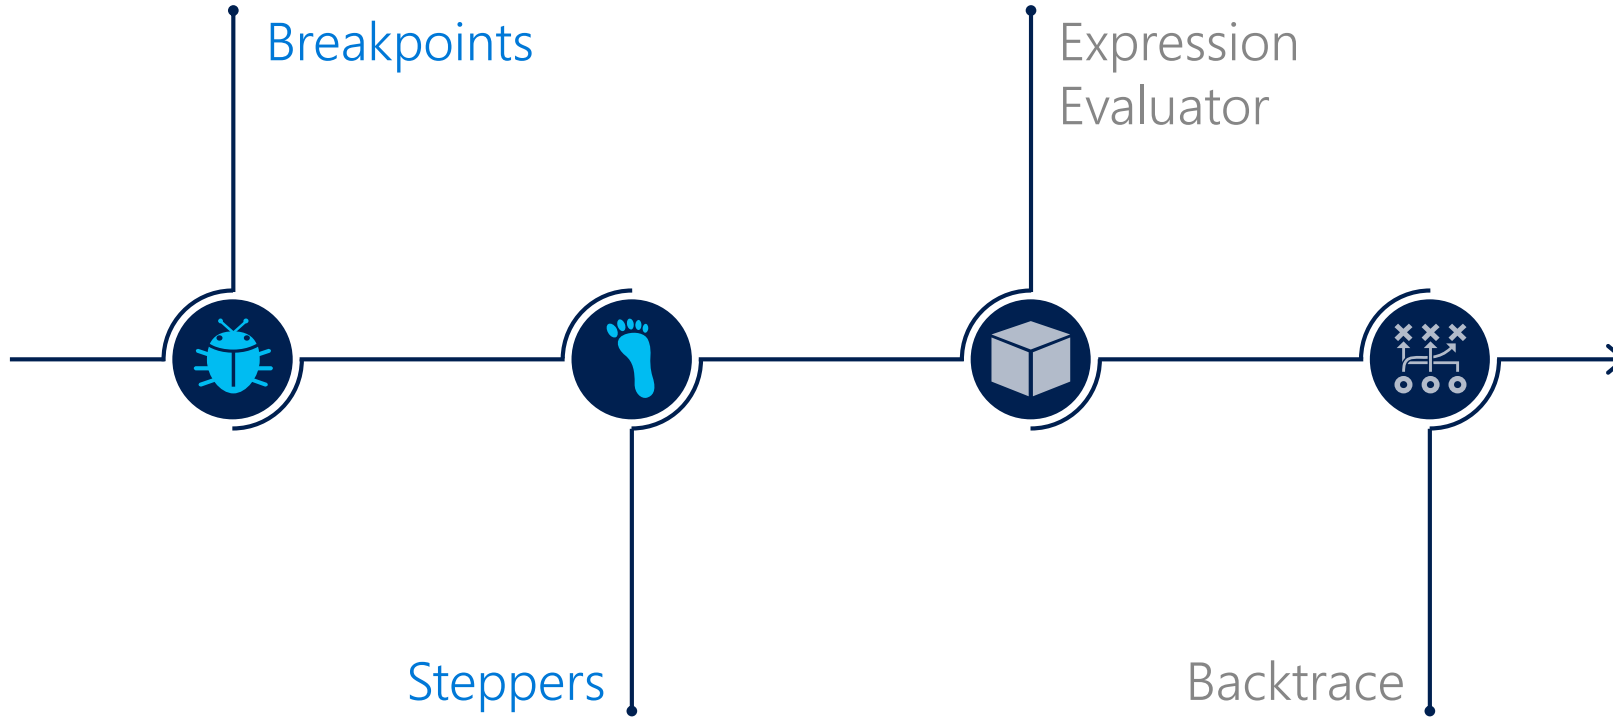 Breakpoints
Expression
Evaluator
Steppers
Backtrace